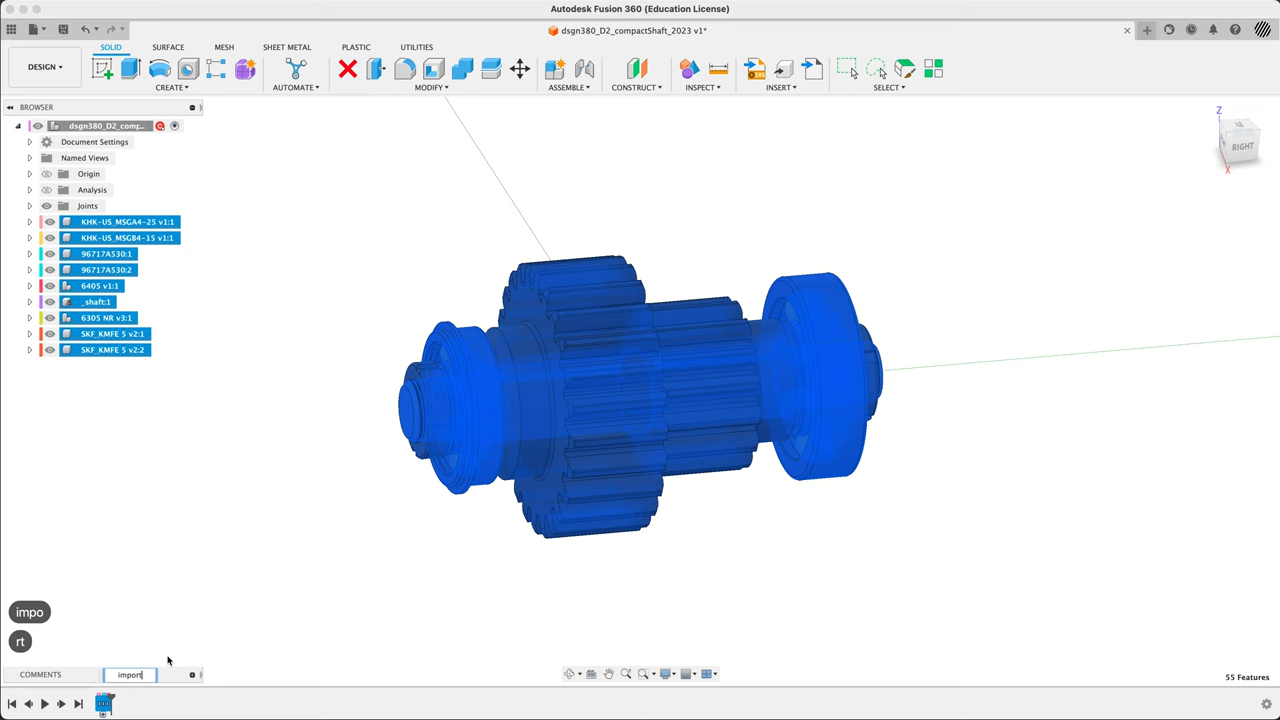 Autodesk Fusion 360 (Education License)
dsgn380_D2_compactShaft_2023 v1*
SOLID SURFACE MESH SHEET METAL PLASTIC UTILITIES
DESIGN
CREATE AUTOMATE MODIFY ASSEMBLE CONSTRUCT INSPECT INSERT SELECT
BROWSER
dsgn380_D2_comp...
Document Settings
Named Views
Origin
Analysis
Joints
KHK-US_MSGA4-25 v1:1
KHK-US_MSGB4-15 v1:1
96717A530:1
96717A530:2
6405 v1:1
_shaft:1
6305 NR v3:1
SKF_KMFE 5 v2:1
SKF_KMFE 5 v2:2
Z
RIGHT
X
impo
rt
COMMENTS
import
55 Features